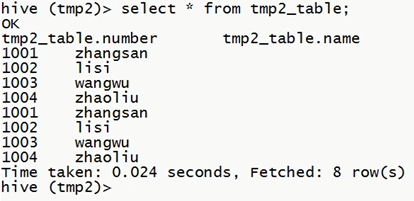 hive (tmp2)> select * from tmp2_table;
OK
tmp2_table.number tmp2_table.name
1001 zhangsan
1002 lisi
1003 wangwu
1004 zhaoliu
1001 zhangsan
1002 lisi
1003 wangwu
1004 zhaoliu
Time taken: 0.024 seconds, Fetched: 8 row(s)
hive (tmp2)>